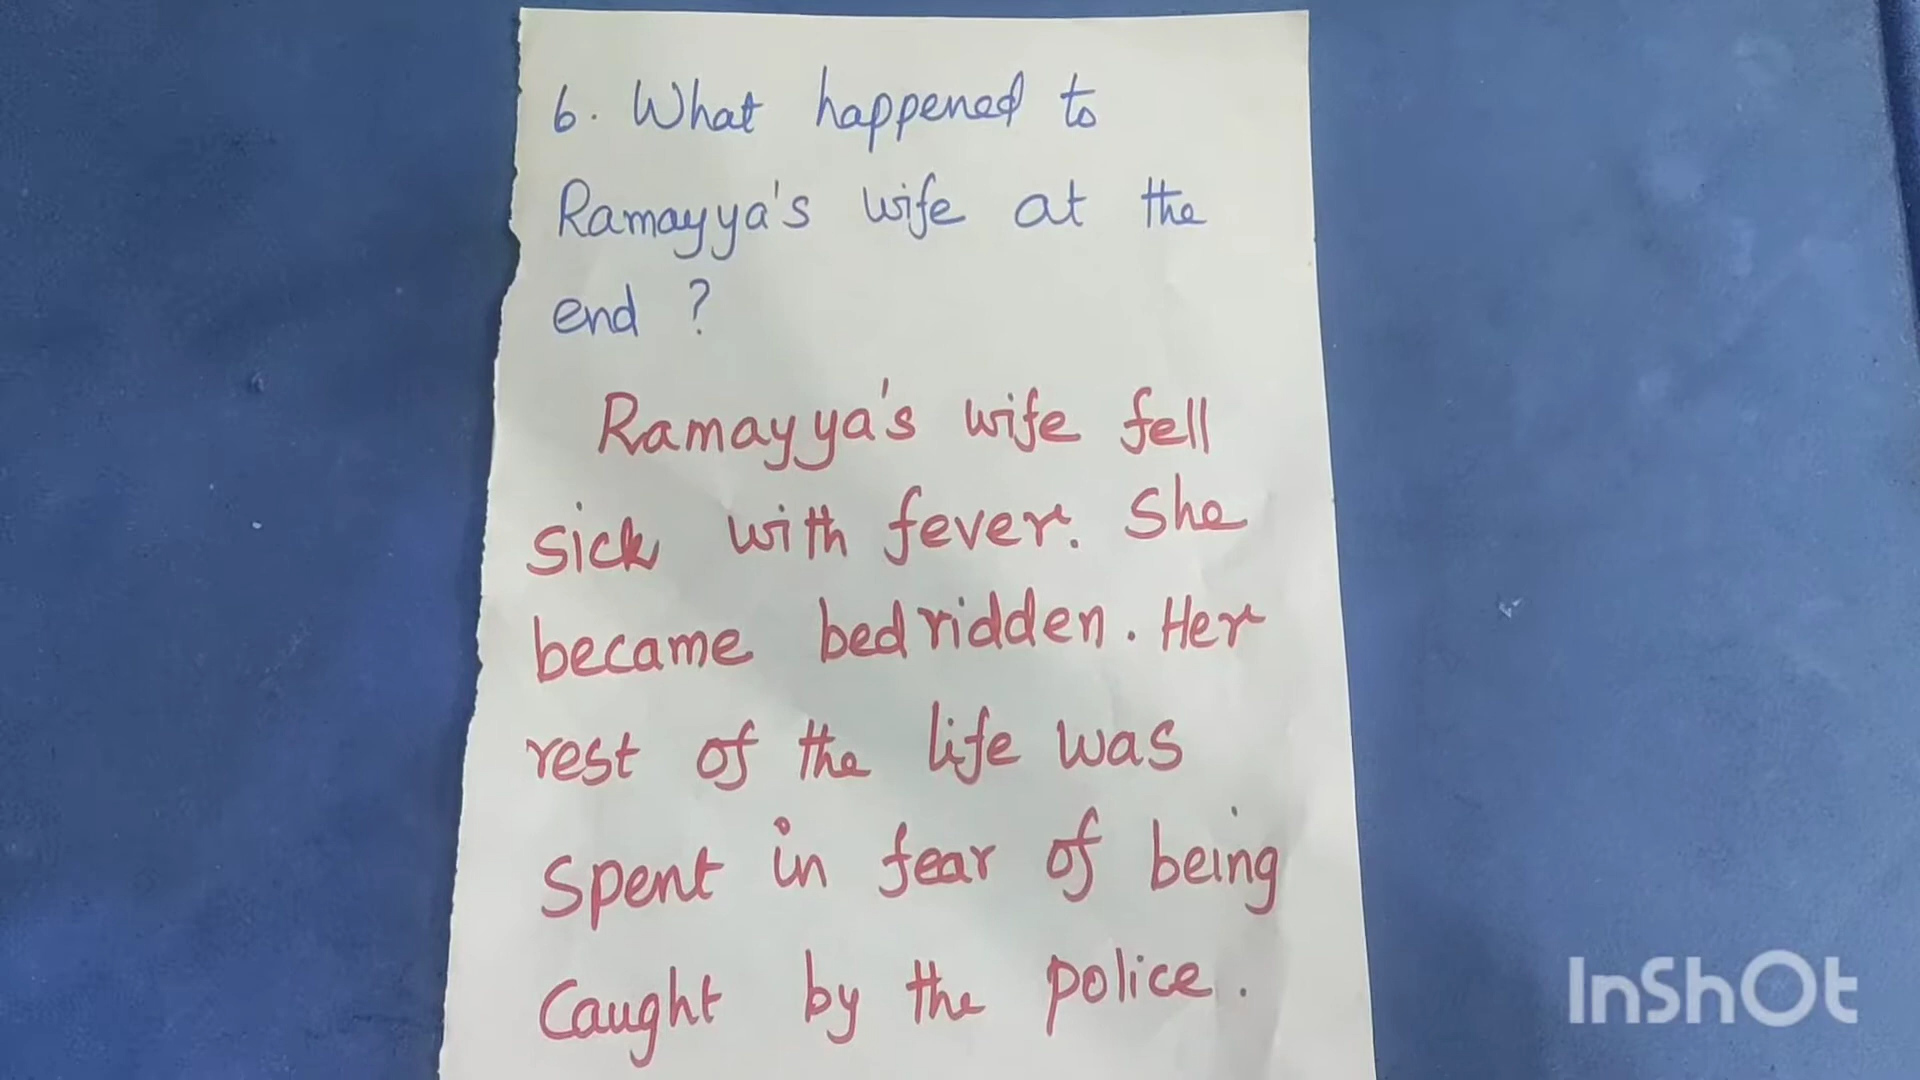 6. What happened to
Ramayya's wife at the
end ?
Ramayya's wife fell
sick with fever. She
became bedridden. Her
rest of the life was
spent in fear of being
caught by the police.
InShOt